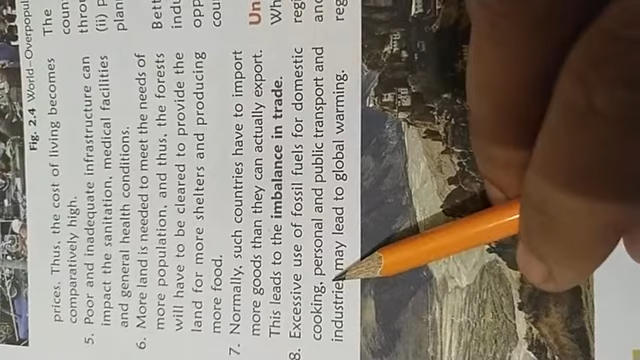 Fig. 2.4 World–Overpopul
prices. Thus, the cost of living becomes
comparatively high.
5. Poor and inadequate infrastructure can
impact the sanitation, medical facilities
and general health conditions.
6. More land is needed to meet the needs of
more population, and thus, the forests
will have to be cleared to provide the
land for more shelters and producing
more food.
7. Normally, such countries have to import
more goods than they can actually export.
This leads to the imbalance in trade.
8. Excessive use of fossil fuels for domestic
cooking, personal and public transport and
industries may lead to global warming.
The
coun
throu
(ii) p
plani
Bett
indu
opp
coun
Un
Wh
regi
and
reg